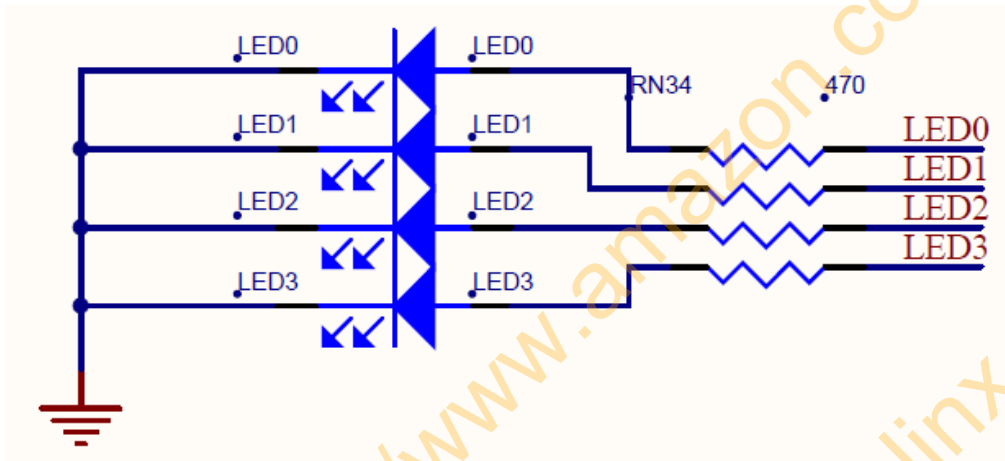 LED0 LED0
RN34 470
LED1 LED1 LED0
LED1
LED2 LED2 LED2
LED3
LED3 LED3
/www.amazon.co
linx